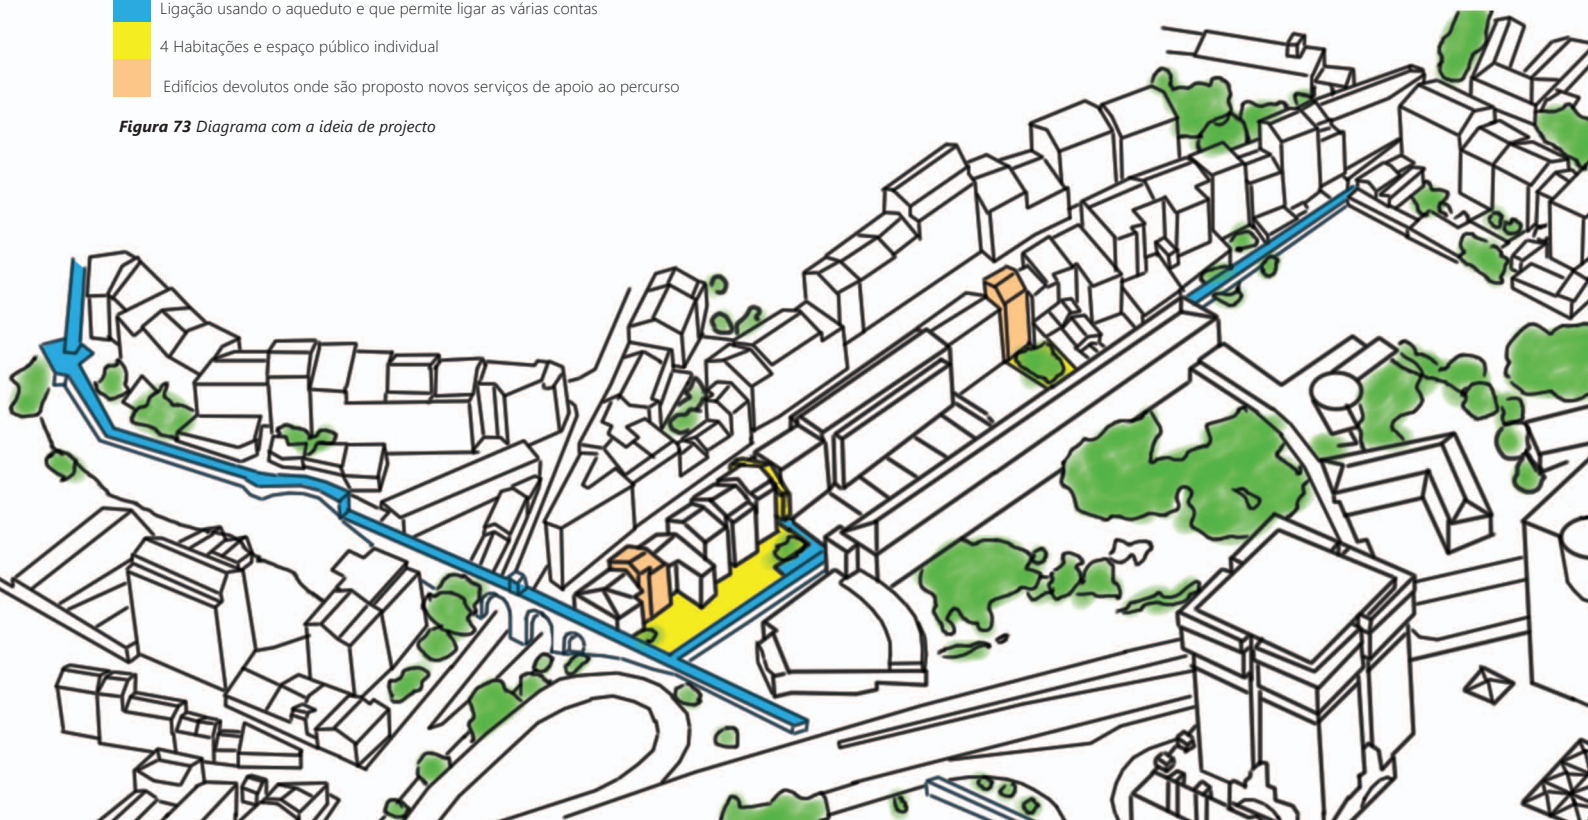 Ligação usando o aqueduto e que permite ligar as várias contas
4 Habitações e espaço público individual
Edifícios devolutos onde são proposto novos serviços de apoio ao percurso
Figura 73 Diagrama com a ideia de projecto